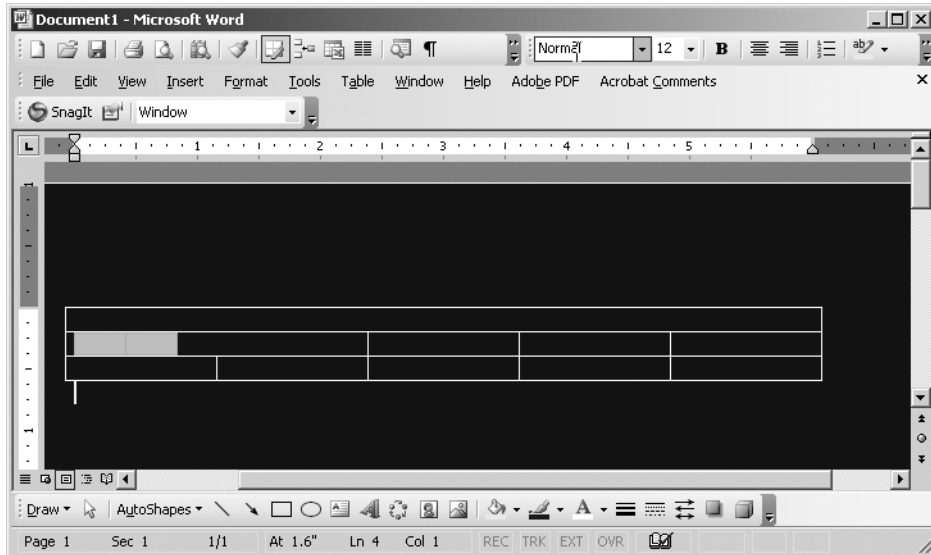 Document1 - Microsoft Word
Normal 12 B
File Edit View Insert Format Tools Table Window Help Adobe PDF Acrobat Comments
SnagIt Window
1 2 3 4 5
1
1
Draw AutoShapes A
Page 1 Sec 1 1/1 At 1.6" Ln 4 Col 1 REC TRK EXT OVR